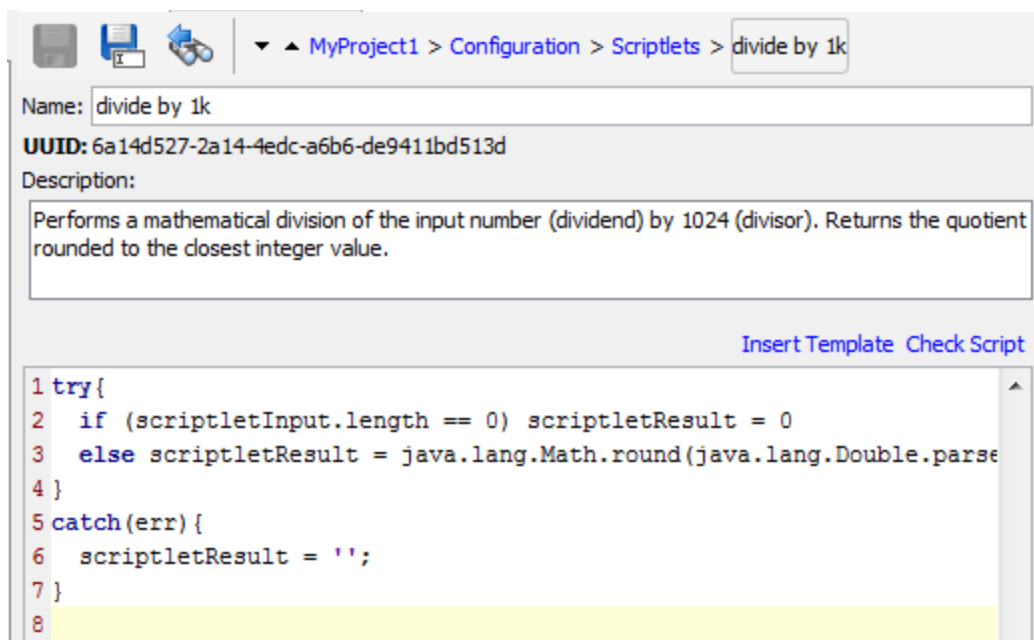 MyProject1 > Configuration > Scriptlets > divide by 1k
Name: divide by 1k
UUID: 6a14d527-2a14-4edc-a6b6-de9411bd513d
Description:
Performs a mathematical division of the input number (dividend) by 1024 (divisor). Returns the quotient
rounded to the closest integer value.
Insert Template Check Script
1 try{
2 if (scriptletInput.length == 0) scriptletResult = 0
3 else scriptletResult = java.lang.Math.round(java.lang.Double.parse
4 }
5 catch(err){
6 scriptletResult = '';
7 }
8